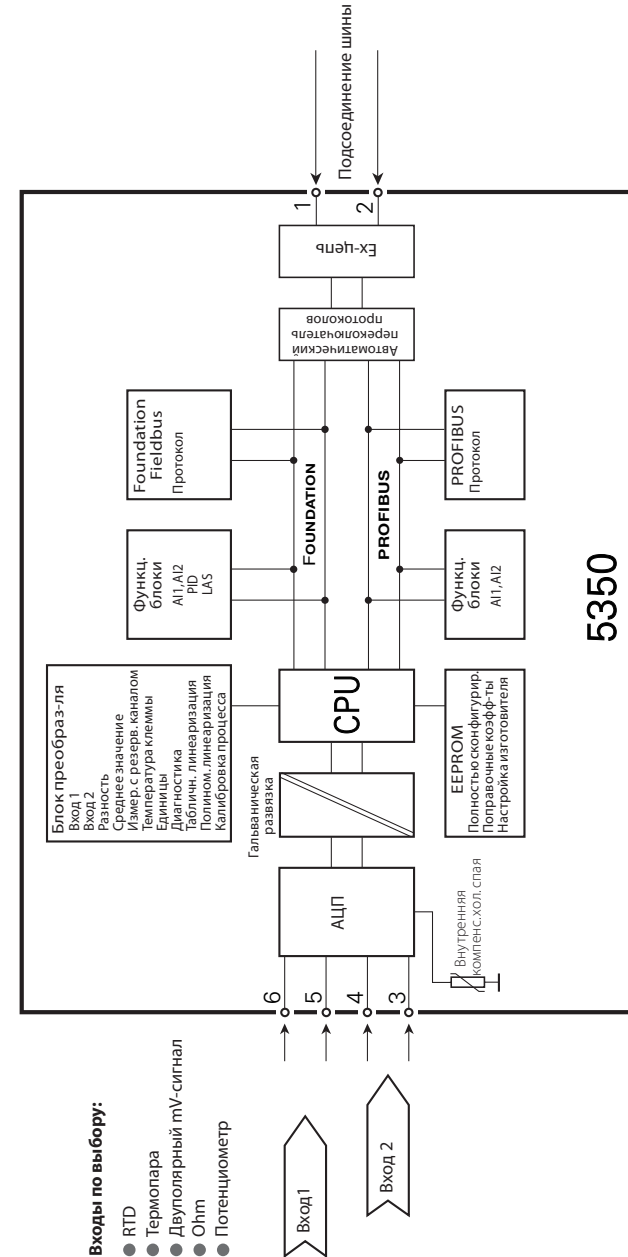 Входы по выбору:
RTD
Термопара
Двуполярный mV-сигнал
Ohm
Потенциометр
Вход1
Вход 2
6
5
4
3
АЦП
Внутренняя
компенс.хол.спая
Гальваническая
развязка
Блок преобраз-ля
Вход 1
Вход 2
Разность
Среднее значение
Измер. с резерв. каналом
Температура клеммы
Единицы
Диагностика
Табличн. линеаризация
Полином. линеаризация
Калибровка процесса
CPU
EEPROM
Полностью сконфигурир.
Поправочные коэфф-ты
Настройка изготовителя
Функц.
блоки
AI1,AI2
PID
LAS
Foundation
Fieldbus
Протокол
FOUNDATION
PROFIBUS
Функц.
блоки
AI1,AI2
PROFIBUS
Протокол
Автоматический
переключатель
протоколов
Ex-цепь
1
2
Подсоединение шины
5350